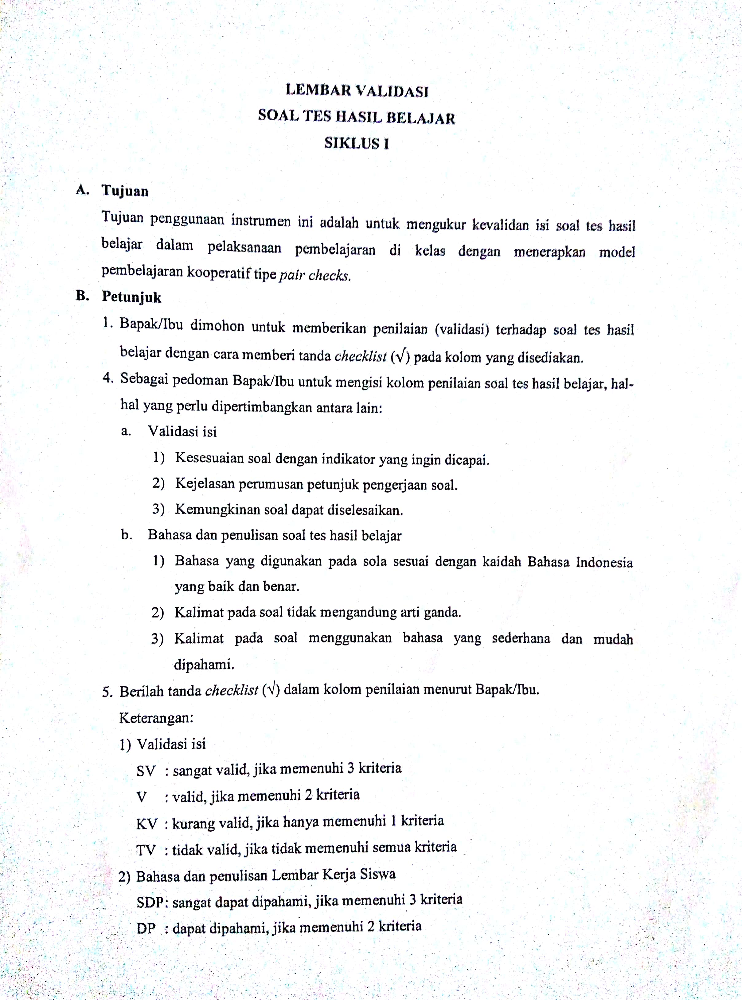 LEMBAR VALIDASI
SOAL TES HASIL BELAJAR
SIKLUS I
A. Tujuan
Tujuan penggunaan instrumen ini adalah untuk mengukur kevalidan isi soal tes hasil
belajar dalam pelaksanaan pembelajaran di kelas dengan menerapkan model
pembelajaran kooperatif tipe pair checks.
B. Petunjuk
1. Bapak/Ibu dimohon untuk memberikan penilaian (validasi) terhadap soal tes hasil
belajar dengan cara memberi tanda checklist (√) pada kolom yang disediakan.
4. Sebagai pedoman Bapak/Ibu untuk mengisi kolom penilaian soal tes hasil belajar, hal-
hal yang perlu dipertimbangkan antara lain:
a. Validasi isi
1) Kesesuaian soal dengan indikator yang ingin dicapai.
2) Kejelasan perumusan petunjuk pengerjaan soal.
3) Kemungkinan soal dapat diselesaikan.
b. Bahasa dan penulisan soal tes hasil belajar
1) Bahasa yang digunakan pada sola sesuai dengan kaidah Bahasa Indonesia
yang baik dan benar.
2) Kalimat pada soal tidak mengandung arti ganda.
3) Kalimat pada soal menggunakan bahasa yang sederhana dan mudah
dipahami.
5. Berilah tanda checklist (√) dalam kolom penilaian menurut Bapak/Ibu.
Keterangan:
1) Validasi isi
SV : sangat valid, jika memenuhi 3 kriteria
V : valid, jika memenuhi 2 kriteria
KV : kurang valid, jika hanya memenuhi 1 kriteria
TV : tidak valid, jika tidak memenuhi semua kriteria
2) Bahasa dan penulisan Lembar Kerja Siswa
SDP: sangat dapat dipahami, jika memenuhi 3 kriteria
DP : dapat dipahami, jika memenuhi 2 kriteria